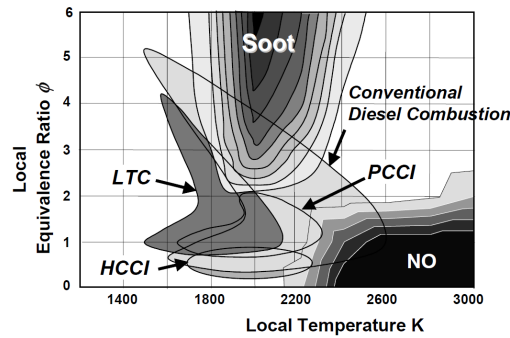 Local
Equivalence Ratio ϕ
6
5
4
3
2
1
0
Soot
Conventional
Diesel Combustion
LTC
PCCI
HCCI
NO
1400
1800
2200
2600
3000
Local Temperature K